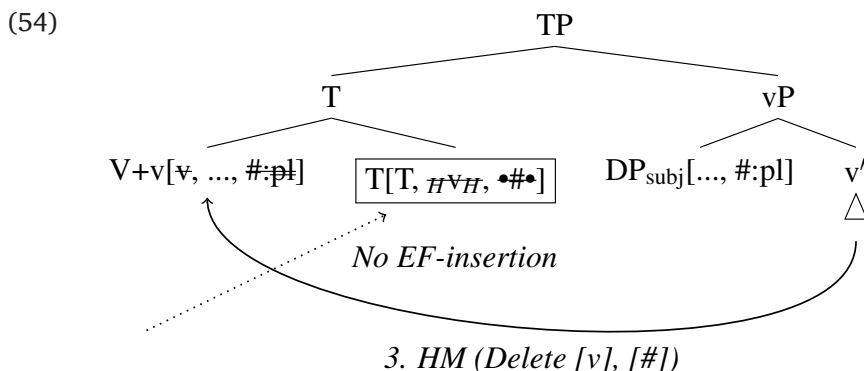 (54)
TP
T vP
V+v[v, ..., #:pl] T[T, HvH, •#•] DPsubj[..., #:pl] v′
No EF-insertion
3. HM (Delete [v], [#])